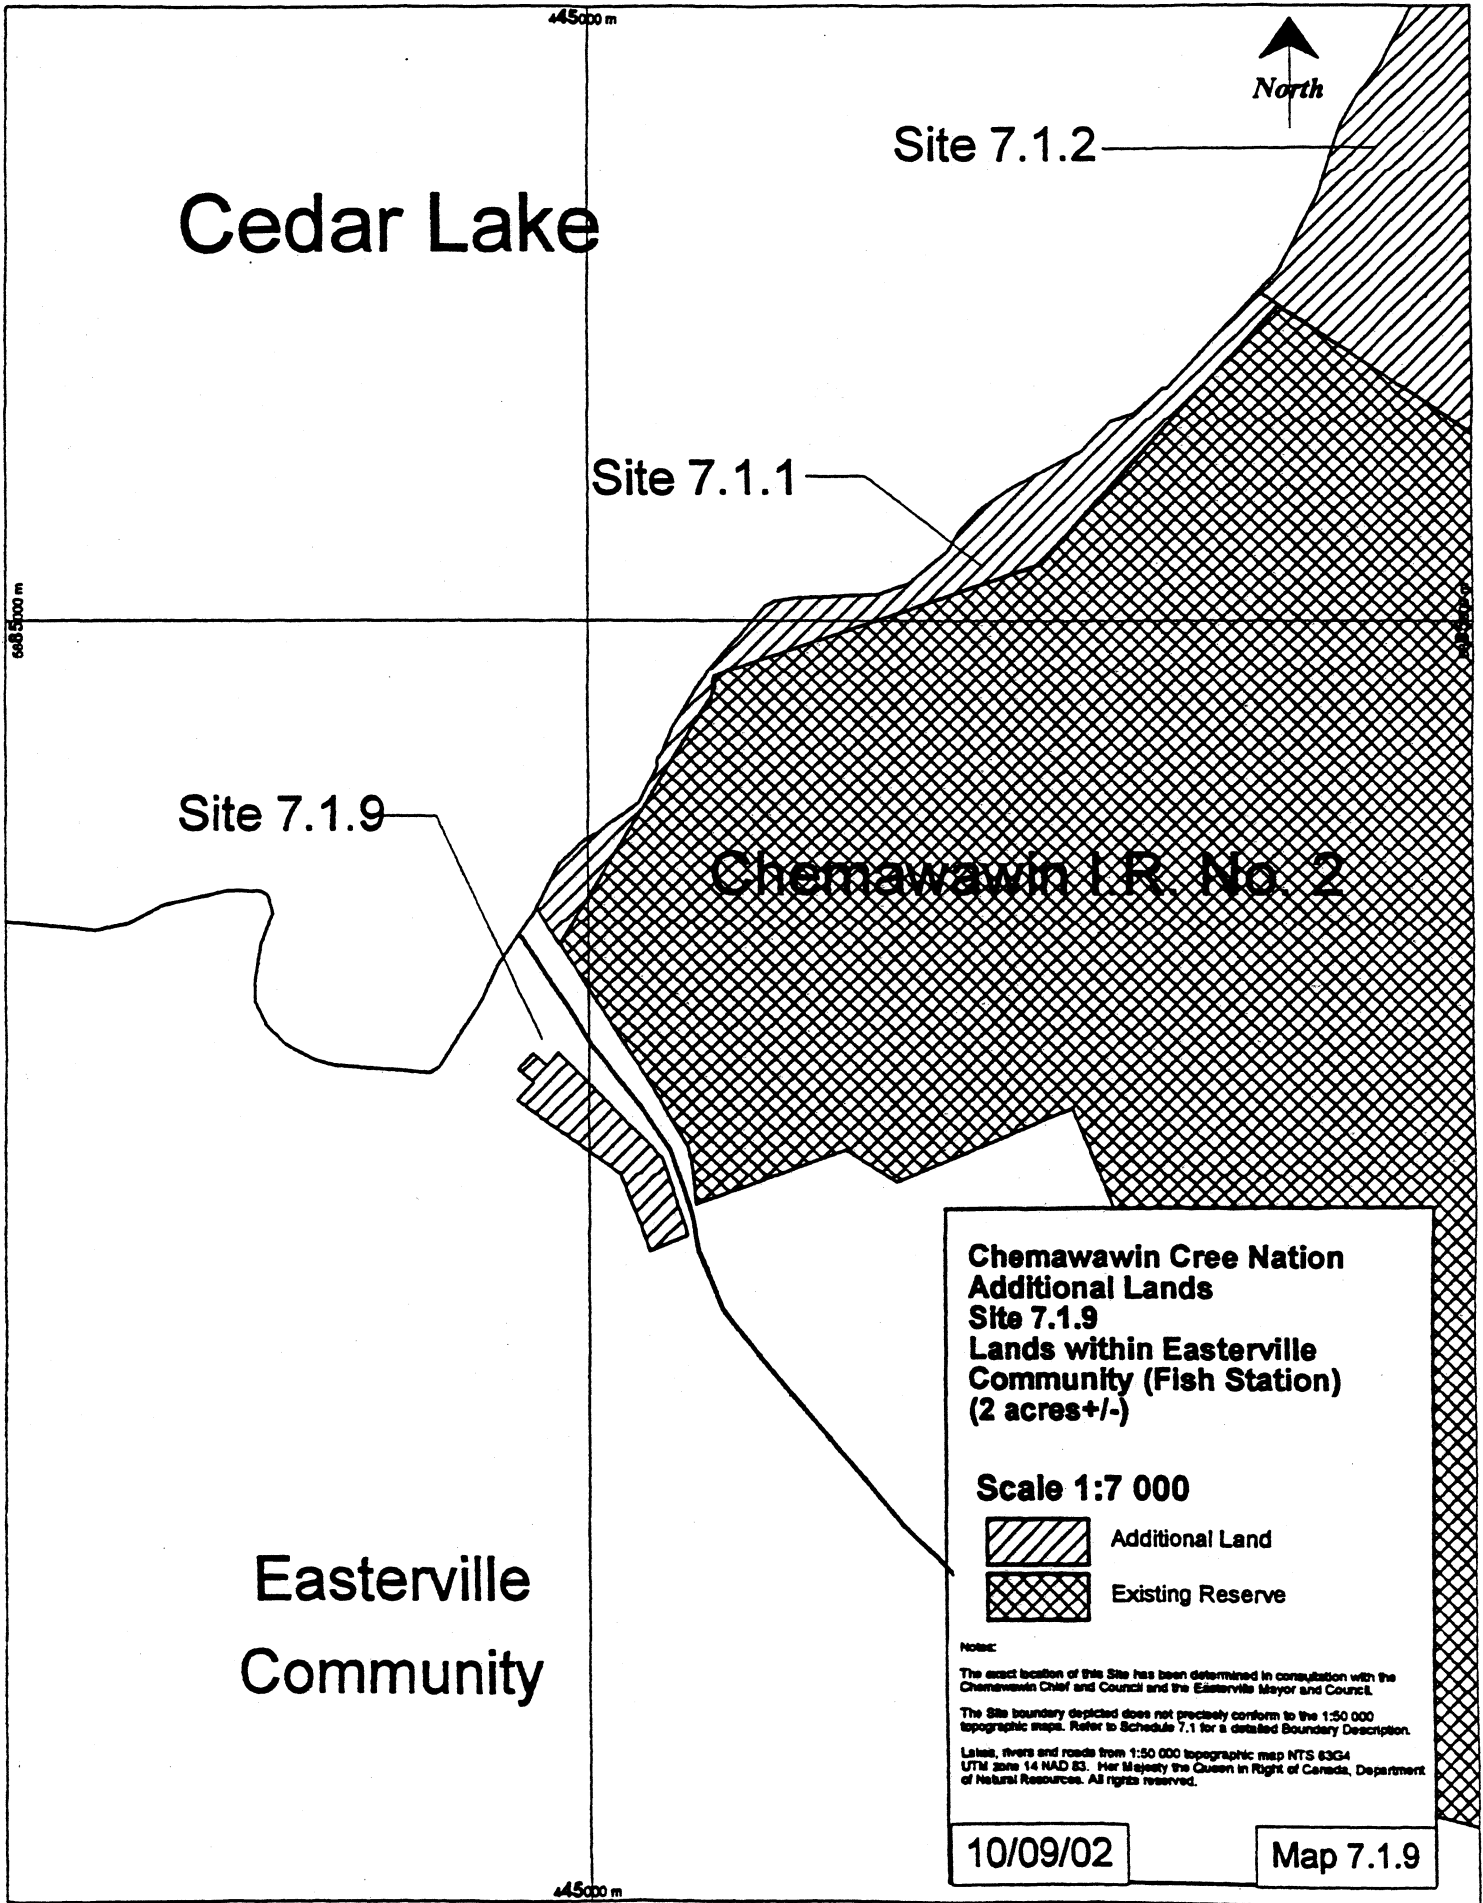 445000 m
North
Site 7.1.2
Cedar Lake
Site 7.1.1
5885000 m
Site 7.1.9
Chemawawin I.R. No. 2
Chemawawin Cree Nation
Additional Lands
Site 7.1.9
Lands within Easterville
Community (Fish Station)
(2 acres+/-)
Scale 1:7 000
Additional Land
Existing Reserve
Easterville
Community
Notes:
The exact location of this Site has been determined in consultation with the
Chemawawin Chief and Council and the Easterville Mayor and Council.
The Site boundary depicted does not precisely conform to the 1:50 000
topographic maps. Refer to Schedule 7.1 for a detailed Boundary Description.
Lakes, rivers and roads from 1:50 000 topographic map NTS 63G4
UTM zone 14 NAD 83. Her Majesty the Queen in Right of Canada, Department
of Natural Resources. All rights reserved.
10/09/02
Map 7.1.9
445000 m